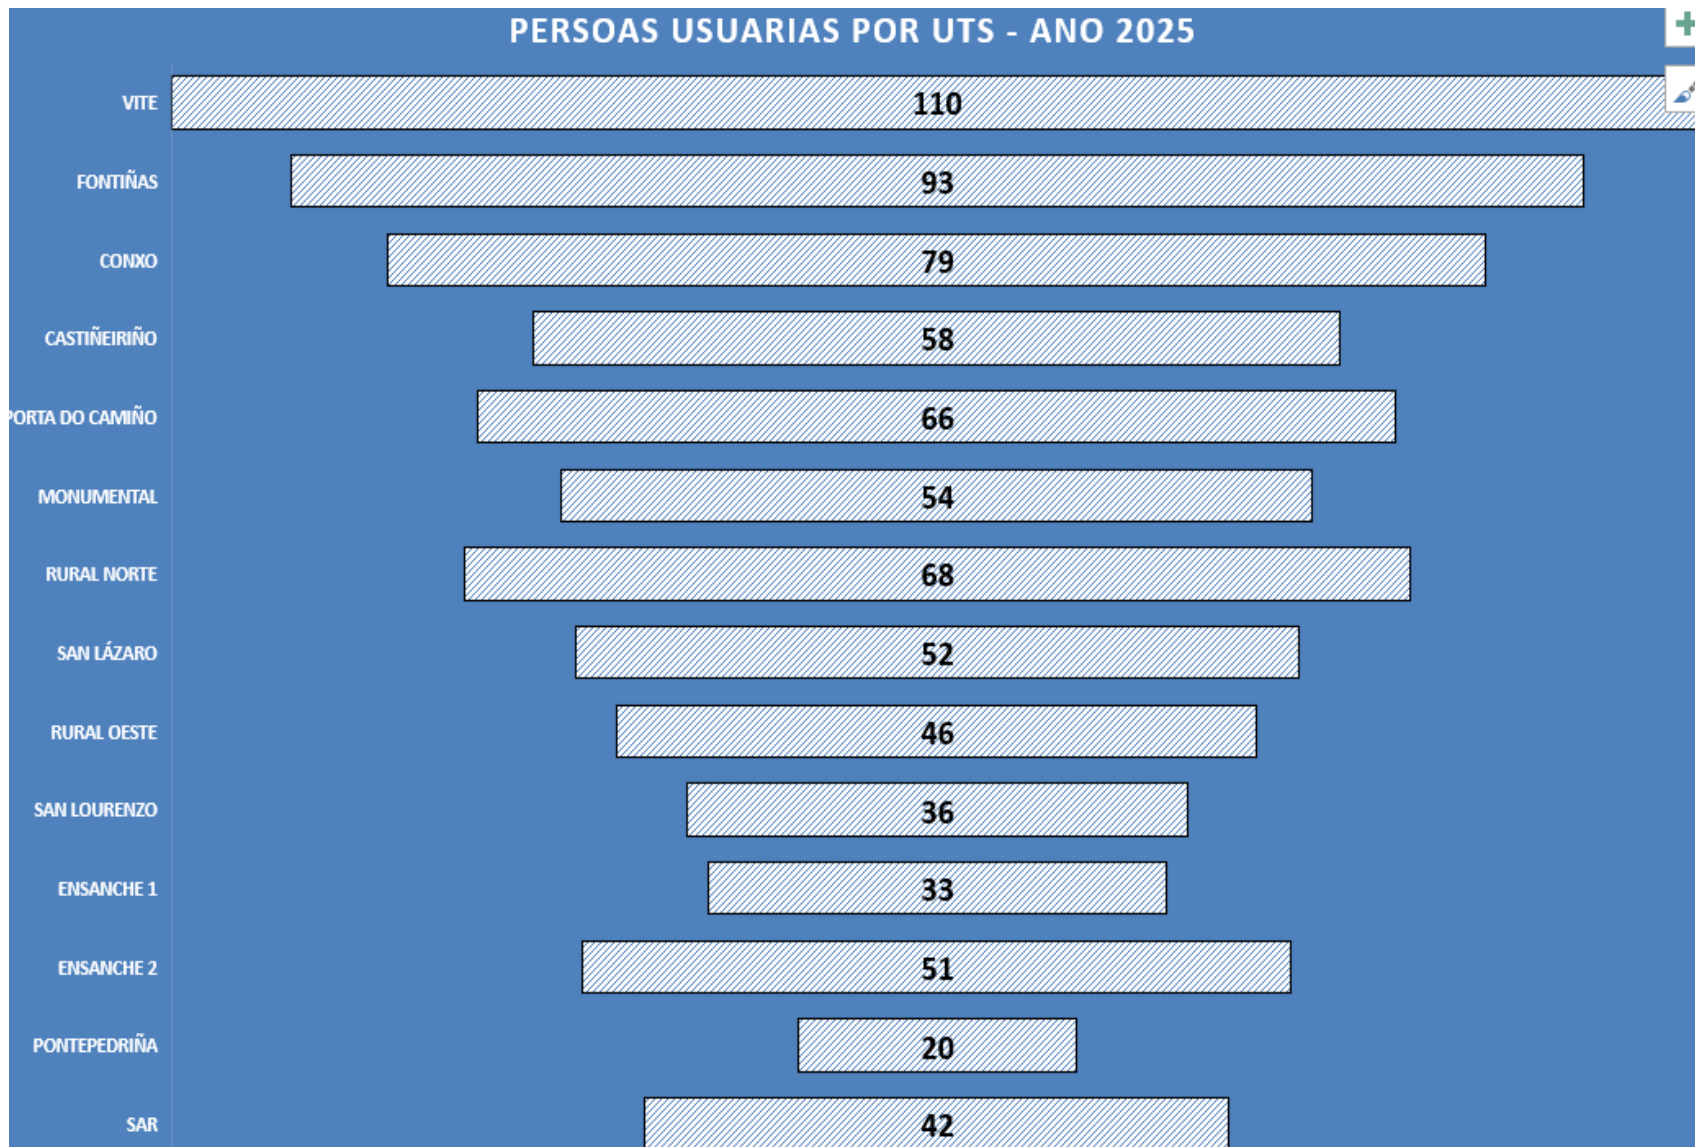 PERSOAS USUARIAS POR UTS - ANO 2025
VITE 110
FONTIÑAS 93
CONXO 79
CASTIÑEIRIÑO 58
PORTA DO CAMIÑO 66
MONUMENTAL 54
RURAL NORTE 68
SAN LÁZARO 52
RURAL OESTE 46
SAN LOURENZO 36
ENSANCHE 1 33
ENSANCHE 2 51
PONTEPEDRIÑA 20
SAR 42